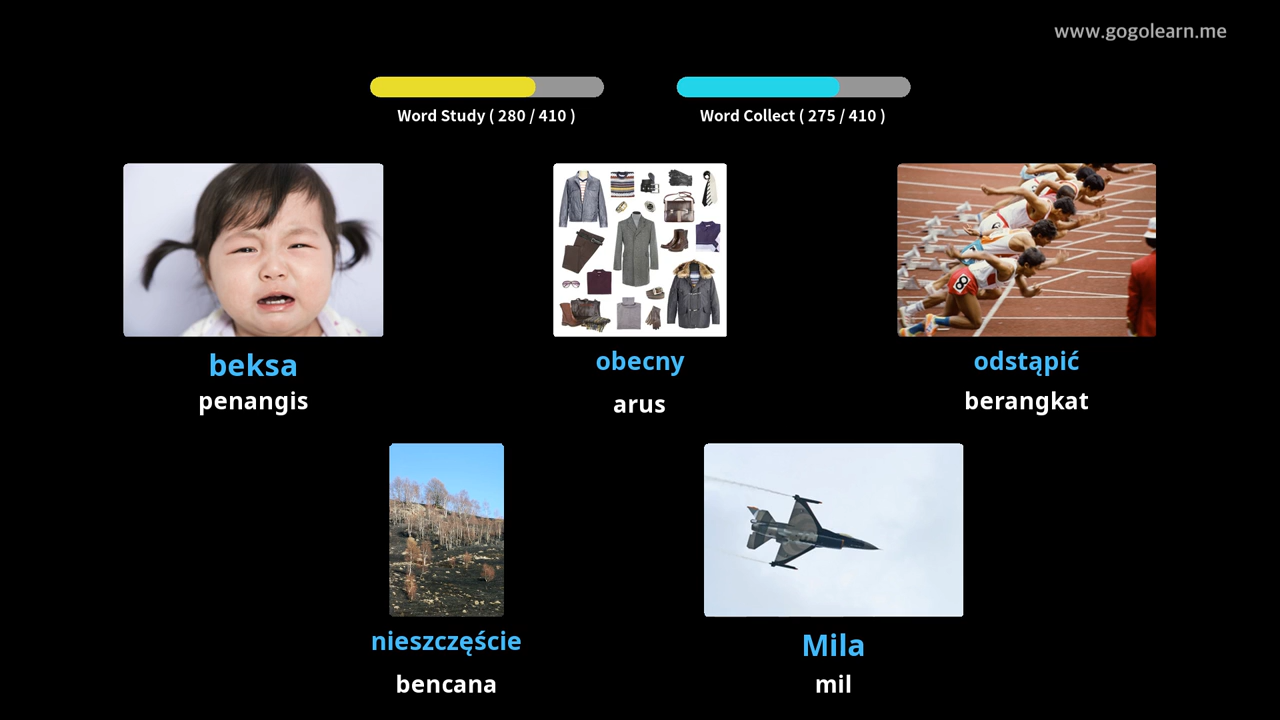 www.gogolearn.me
Word Study ( 280 / 410 )
Word Collect ( 275 / 410 )
beksa
penangis
obecny
arus
odstąpić
berangkat
nieszczęście
bencana
Mila
mil